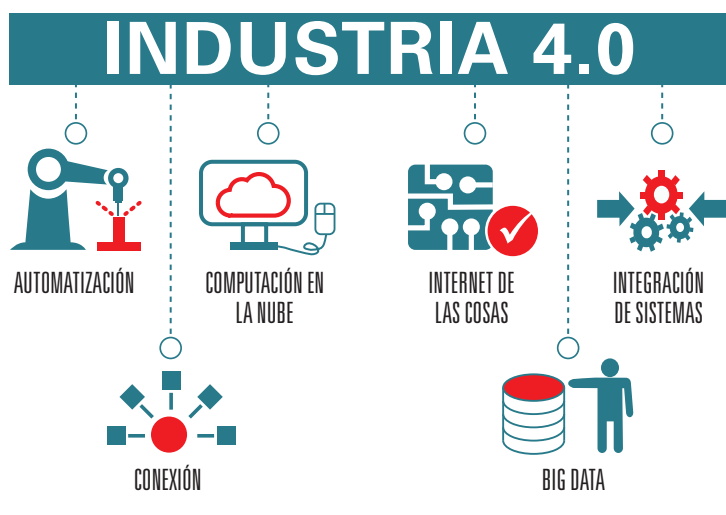 INDUSTRIA 4.0
AUTOMATIZACIÓN
COMPUTACIÓN EN
LA NUBE
INTERNET DE
LAS COSAS
INTEGRACIÓN
DE SISTEMAS
CONEXIÓN
BIG DATA